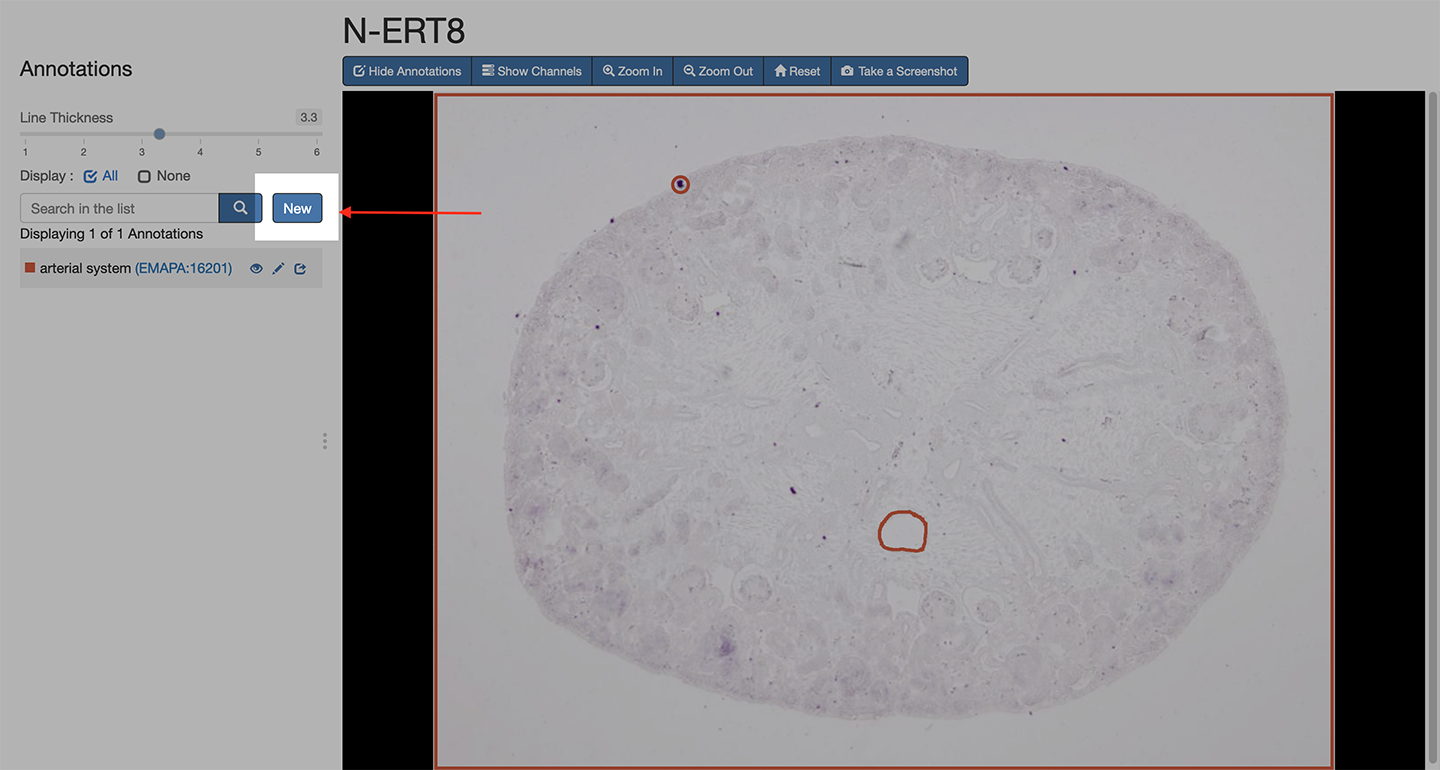 N-ERT8
Hide Annotations Show Channels Zoom In Zoom Out Reset Take a Screenshot
Annotations
Line Thickness 3.3
1 2 3 4 5 6
Display : All None
Search in the list New
Displaying 1 of 1 Annotations
arterial system (EMAPA:16201)